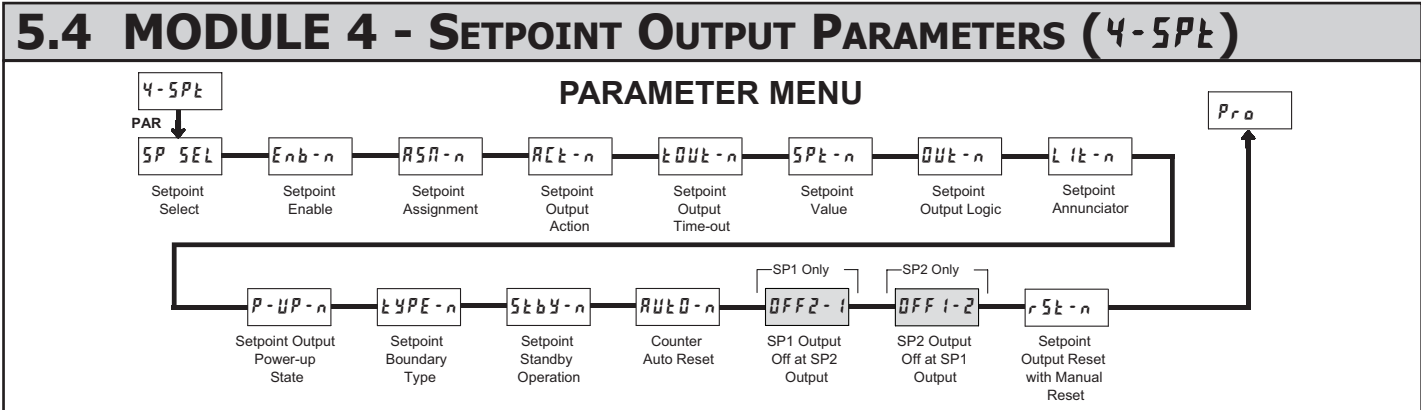 5.4 MODULE 4 - SETPOINT OUTPUT PARAMETERS (4-SPt)
PARAMETER MENU
4-SPt
Pro
PAR
SP SEL Enb-n ASN-n ACt-n tOUt-n SPt-n OUt-n LIt-n
Setpoint Setpoint Setpoint Setpoint Setpoint Setpoint Setpoint Setpoint
Select Enable Assignment Output Output Value Output Logic Annunciator
Action Time-out
SP1 Only SP2 Only
P-UP-n tYPE-n Stby-n AUtO-n OFF2-1 OFF1-2 rSt-n
Setpoint Output Setpoint Setpoint Counter SP1 Output SP2 Output Setpoint
Power-up Boundary Standby Auto Reset Off at SP2 Off at SP1 Output Reset
State Type Operation Output Output with Manual
Reset